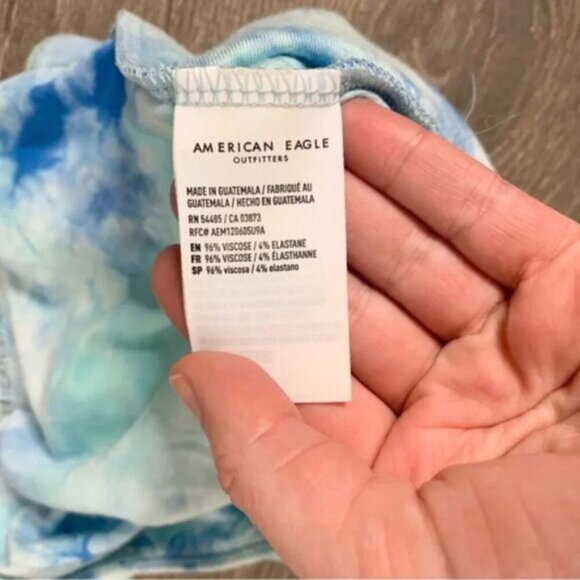 AMERICAN EAGLE
OUTFITTERS
MADE IN GUATEMALA / FABRIQUÉ AU
GUATEMALA / HECHO EN GUATEMALA
RN 54485 / CA 03873
RFC# AEM120605U9A
EN 96% VISCOSE / 4% ELASTANE
FR 96% VISCOSE / 4% ÉLASTHANNE
SP 96% viscosa / 4% elastano